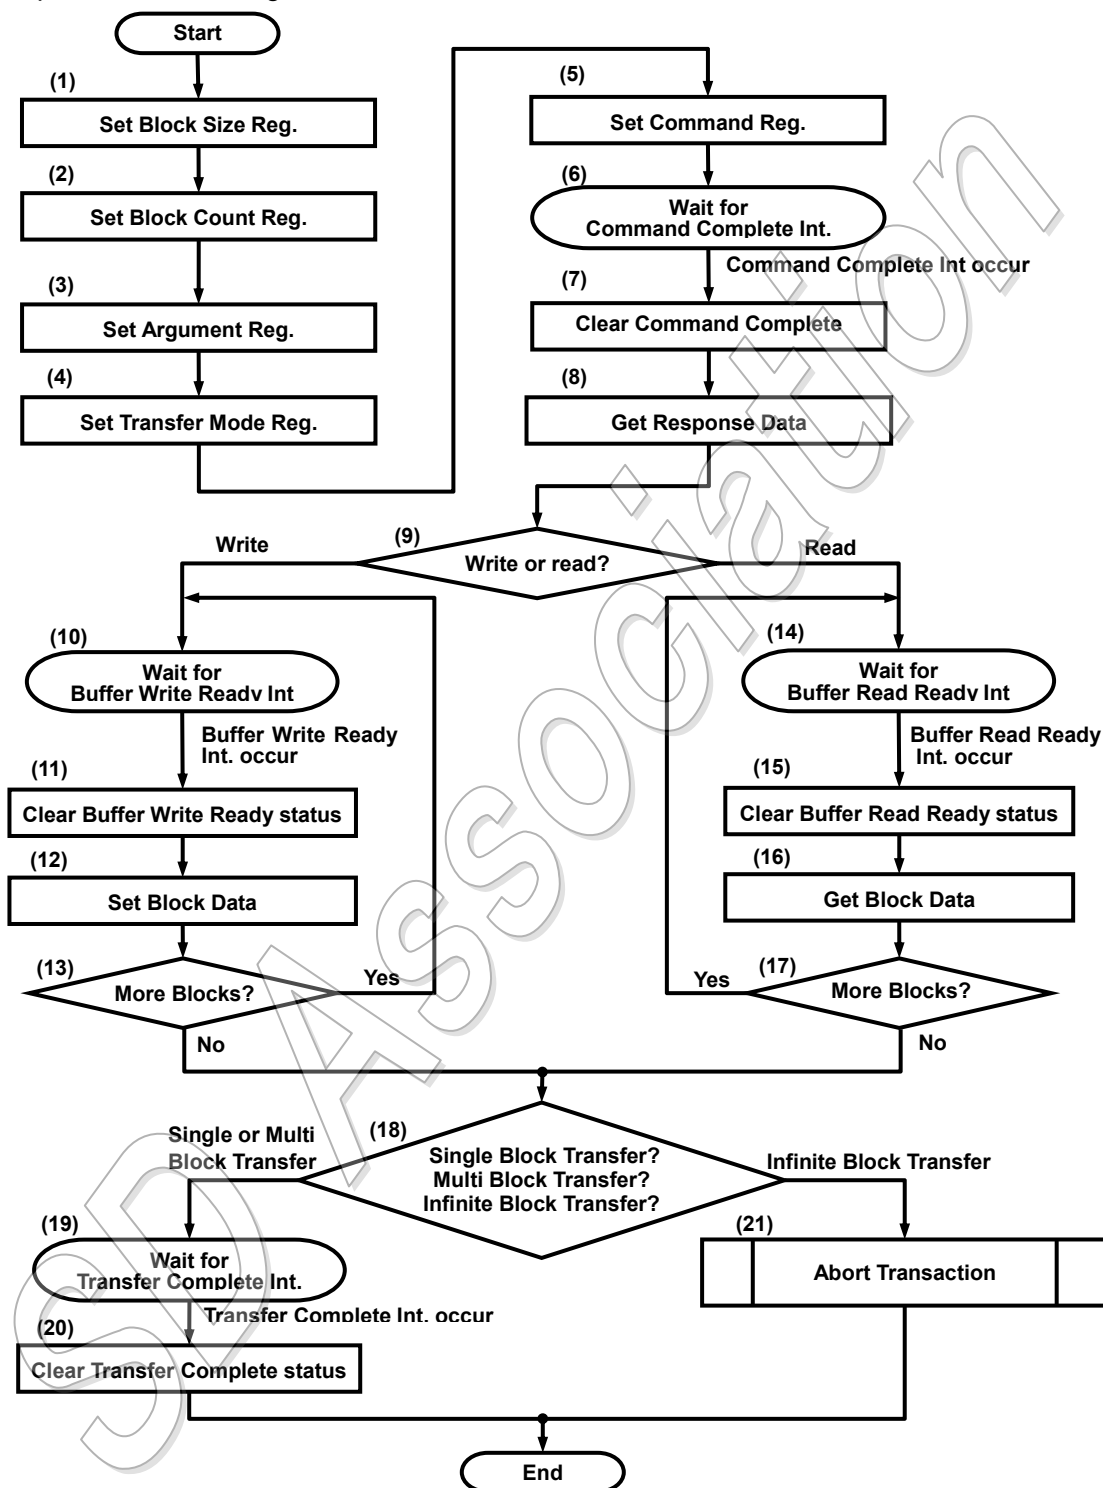 Start
(1)
Set Block Size Reg.
(2)
Set Block Count Reg.
(3)
Set Argument Reg.
(4)
Set Transfer Mode Reg.
(5)
Set Command Reg.
(6)
Wait for
Command Complete Int.
Command Complete Int occur
(7)
Clear Command Complete
(8)
Get Response Data
(9)
Write or read?
Write
Read
(10)
Wait for
Buffer Write Ready Int
Buffer Write Ready
Int. occur
(11)
Clear Buffer Write Ready status
(12)
Set Block Data
(13)
More Blocks?
Yes
No
(14)
Wait for
Buffer Read Ready Int
Buffer Read Ready
Int. occur
(15)
Clear Buffer Read Ready status
(16)
Get Block Data
(17)
More Blocks?
Yes
No
(18)
Single Block Transfer?
Multi Block Transfer?
Infinite Block Transfer?
Single or Multi
Block Transfer
Infinite Block Transfer
(19)
Wait for
Transfer Complete Int.
Transfer Complete Int. occur
(20)
Clear Transfer Complete status
(21)
Abort Transaction
End
SD Association